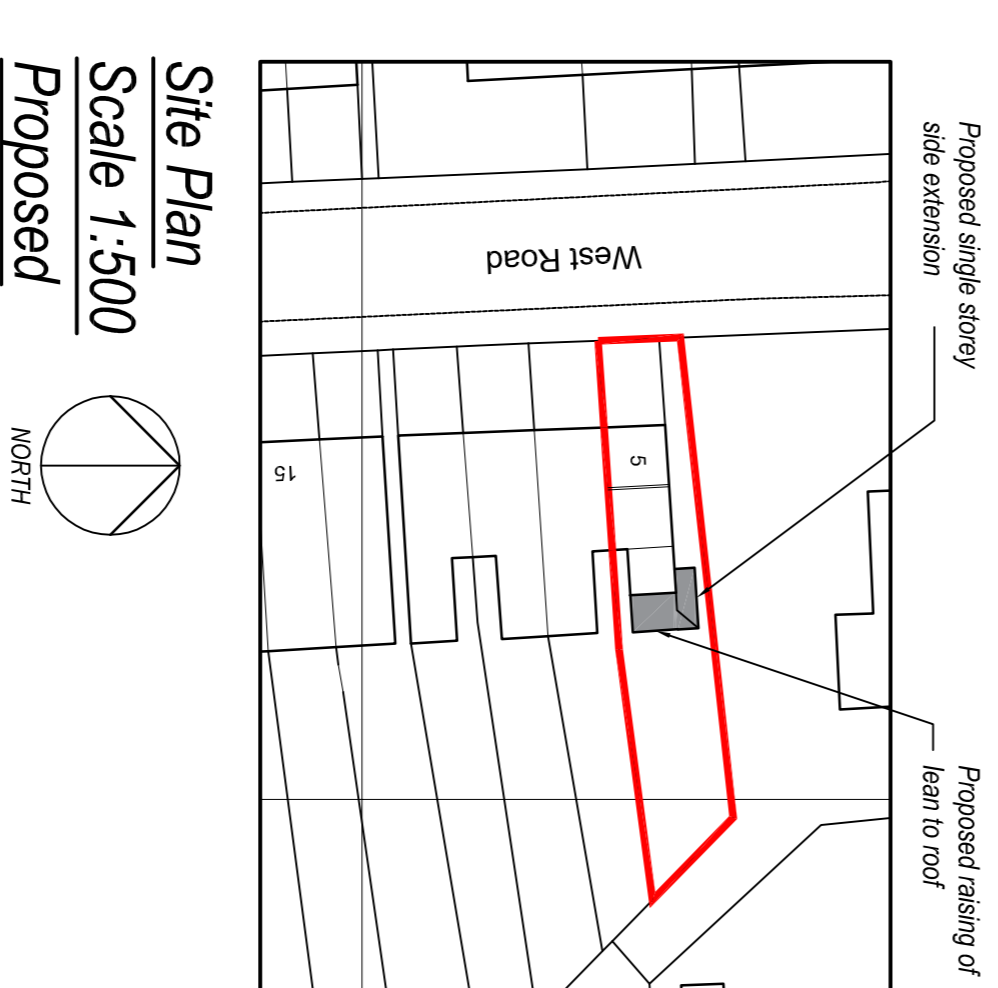 Proposed single storey
side extension
Proposed raising of
lean to roof
West Road
5
15
Site Plan
Scale 1:500
Proposed
NORTH